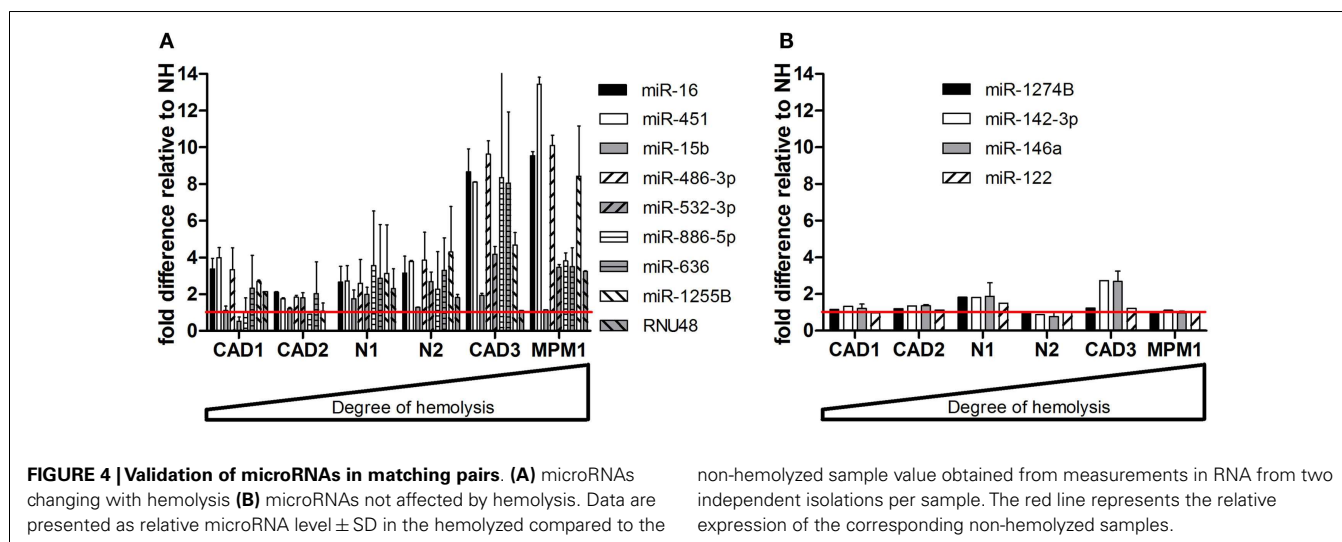 A
fold difference relative to NH
14
12
10
8
6
4
2
0
CAD1 CAD2 N1 N2 CAD3 MPM1
Degree of hemolysis
miR-16
miR-451
miR-15b
miR-486-3p
miR-532-3p
miR-886-5p
miR-636
miR-1255B
RNU48
B
fold difference relative to NH
14
12
10
8
6
4
2
0
CAD1 CAD2 N1 N2 CAD3 MPM1
Degree of hemolysis
miR-1274B
miR-142-3p
miR-146a
miR-122
FIGURE 4 | Validation of microRNAs in matching pairs. (A) microRNAs
changing with hemolysis (B) microRNAs not affected by hemolysis. Data are
presented as relative microRNA level ± SD in the hemolyzed compared to the
non-hemolyzed sample value obtained from measurements in RNA from two
independent isolations per sample. The red line represents the relative
expression of the corresponding non-hemolyzed samples.